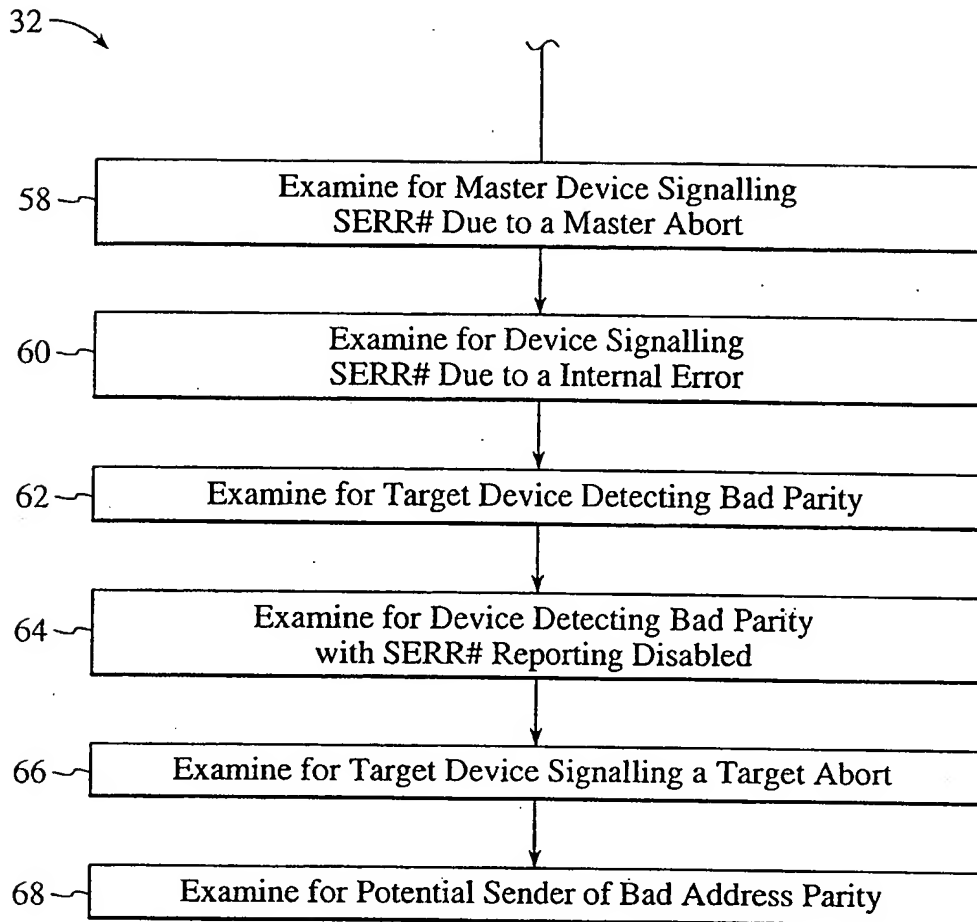 32
58
Examine for Master Device Signalling
SERR# Due to a Master Abort
60
Examine for Device Signalling
SERR# Due to a Internal Error
62
Examine for Target Device Detecting Bad Parity
64
Examine for Device Detecting Bad Parity
with SERR# Reporting Disabled
66
Examine for Target Device Signalling a Target Abort
68
Examine for Potential Sender of Bad Address Parity